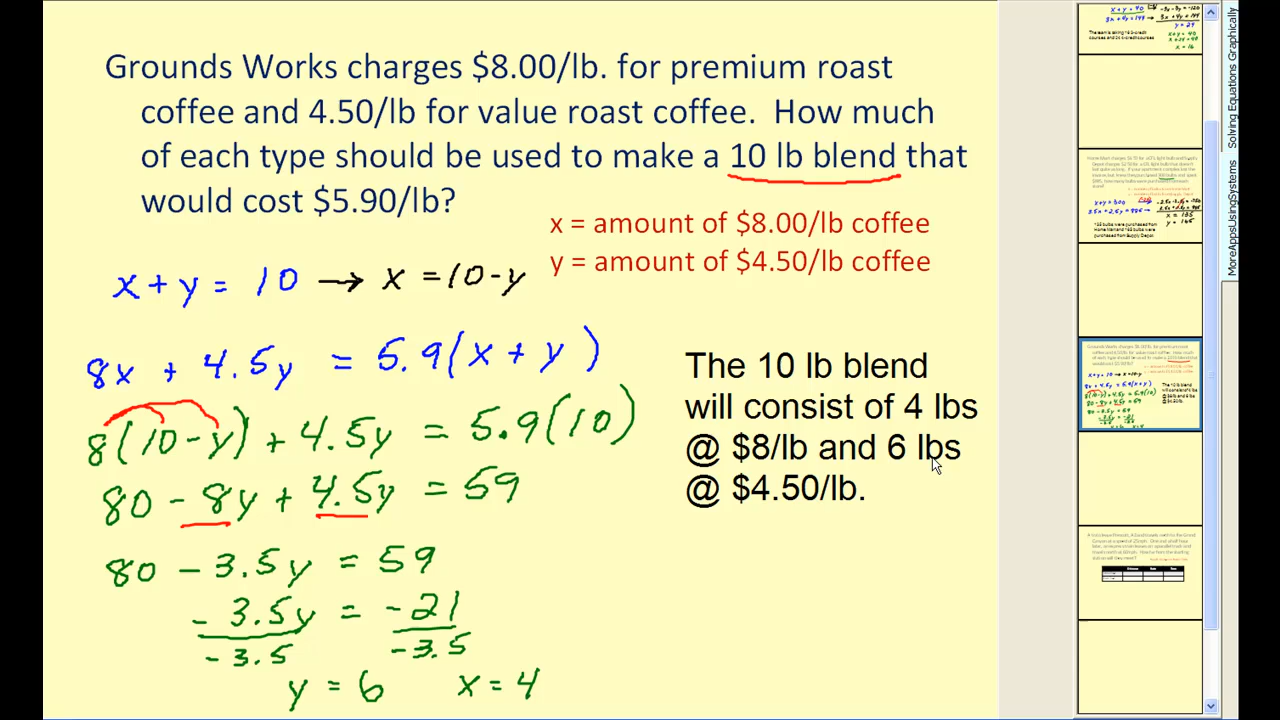 Grounds Works charges $8.00/lb. for premium roast
coffee and 4.50/lb for value roast coffee. How much
of each type should be used to make a 10 lb blend that
would cost $5.90/lb?
x = amount of $8.00/lb coffee
y = amount of $4.50/lb coffee
x + y = 10 → x = 10 - y
8x + 4.5y = 5.9(x + y)
8(10 - y) + 4.5y = 5.9(10)
80 - 8y + 4.5y = 59
80 - 3.5y = 59
- 3.5y = - 21
- 3.5 - 3.5
y = 6 x = 4
The 10 lb blend
will consist of 4 lbs
@ $8/lb and 6 lbs
@ $4.50/lb.
Solving Equations Graphically
MoreAppsUsingSystems